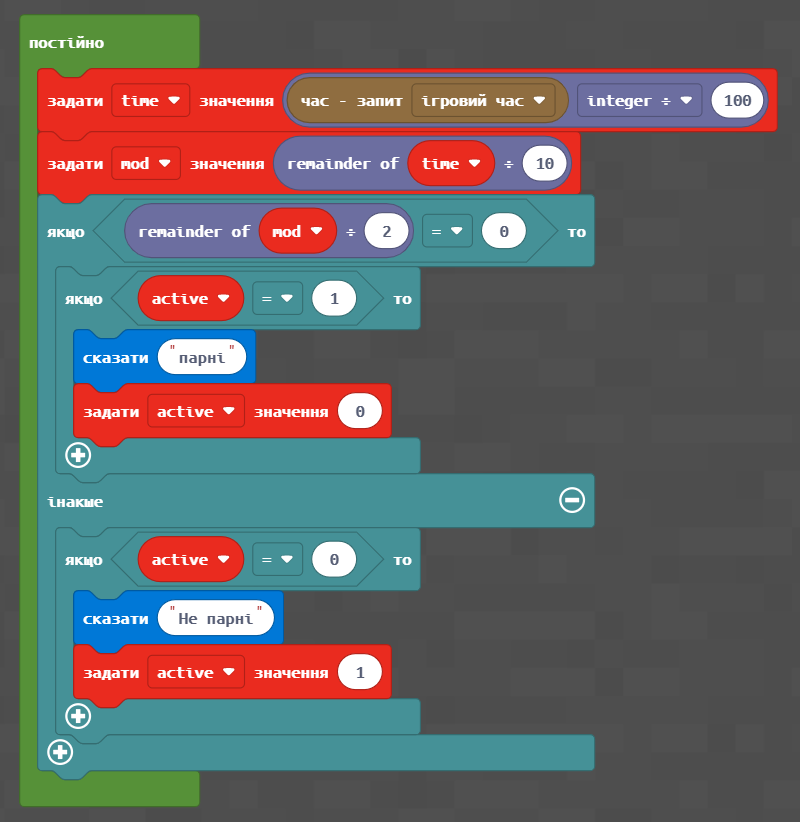 постійно
задати time значення час - запит ігровий час integer ÷ 100
задати mod значення remainder of time ÷ 10
якщо remainder of mod ÷ 2 = 0 то
якщо active = 1 то
сказати "парні"
задати active значення 0
інакше
якщо active = 0 то
сказати "Не парні"
задати active значення 1